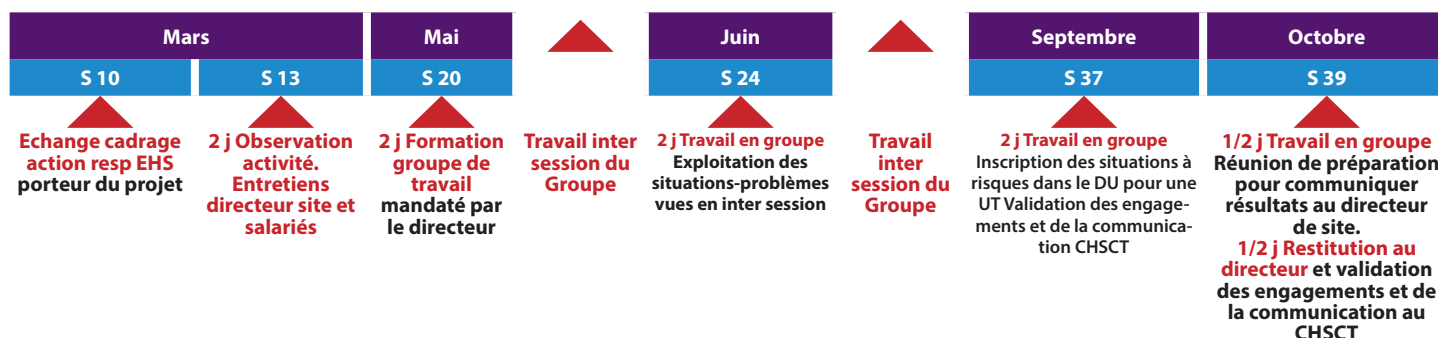 Mars
Mai
Juin
Septembre
Octobre
S 10
S 13
S 20
S 24
S 37
S 39
Echange cadrage
action resp EHS
porteur du projet
2 j Observation
activité.
Entretiens
directeur site et
salariés
2 j Formation
groupe de
travail
mandaté par
le directeur
Travail inter
session du
Groupe
2 j Travail en groupe
Exploitation des
situations-problèmes
vues en inter session
Travail
inter
session du
Groupe
2 j Travail en groupe
Inscription des situations à
risques dans le DU pour une
UT Validation des engage-
ments et de la communica-
tion CHSCT
1/2 j Travail en groupe
Réunion de préparation
pour communiquer
résultats au directeur
de site.
1/2 j Restitution au
directeur et validation
des engagements et de
la communication au
CHSCT